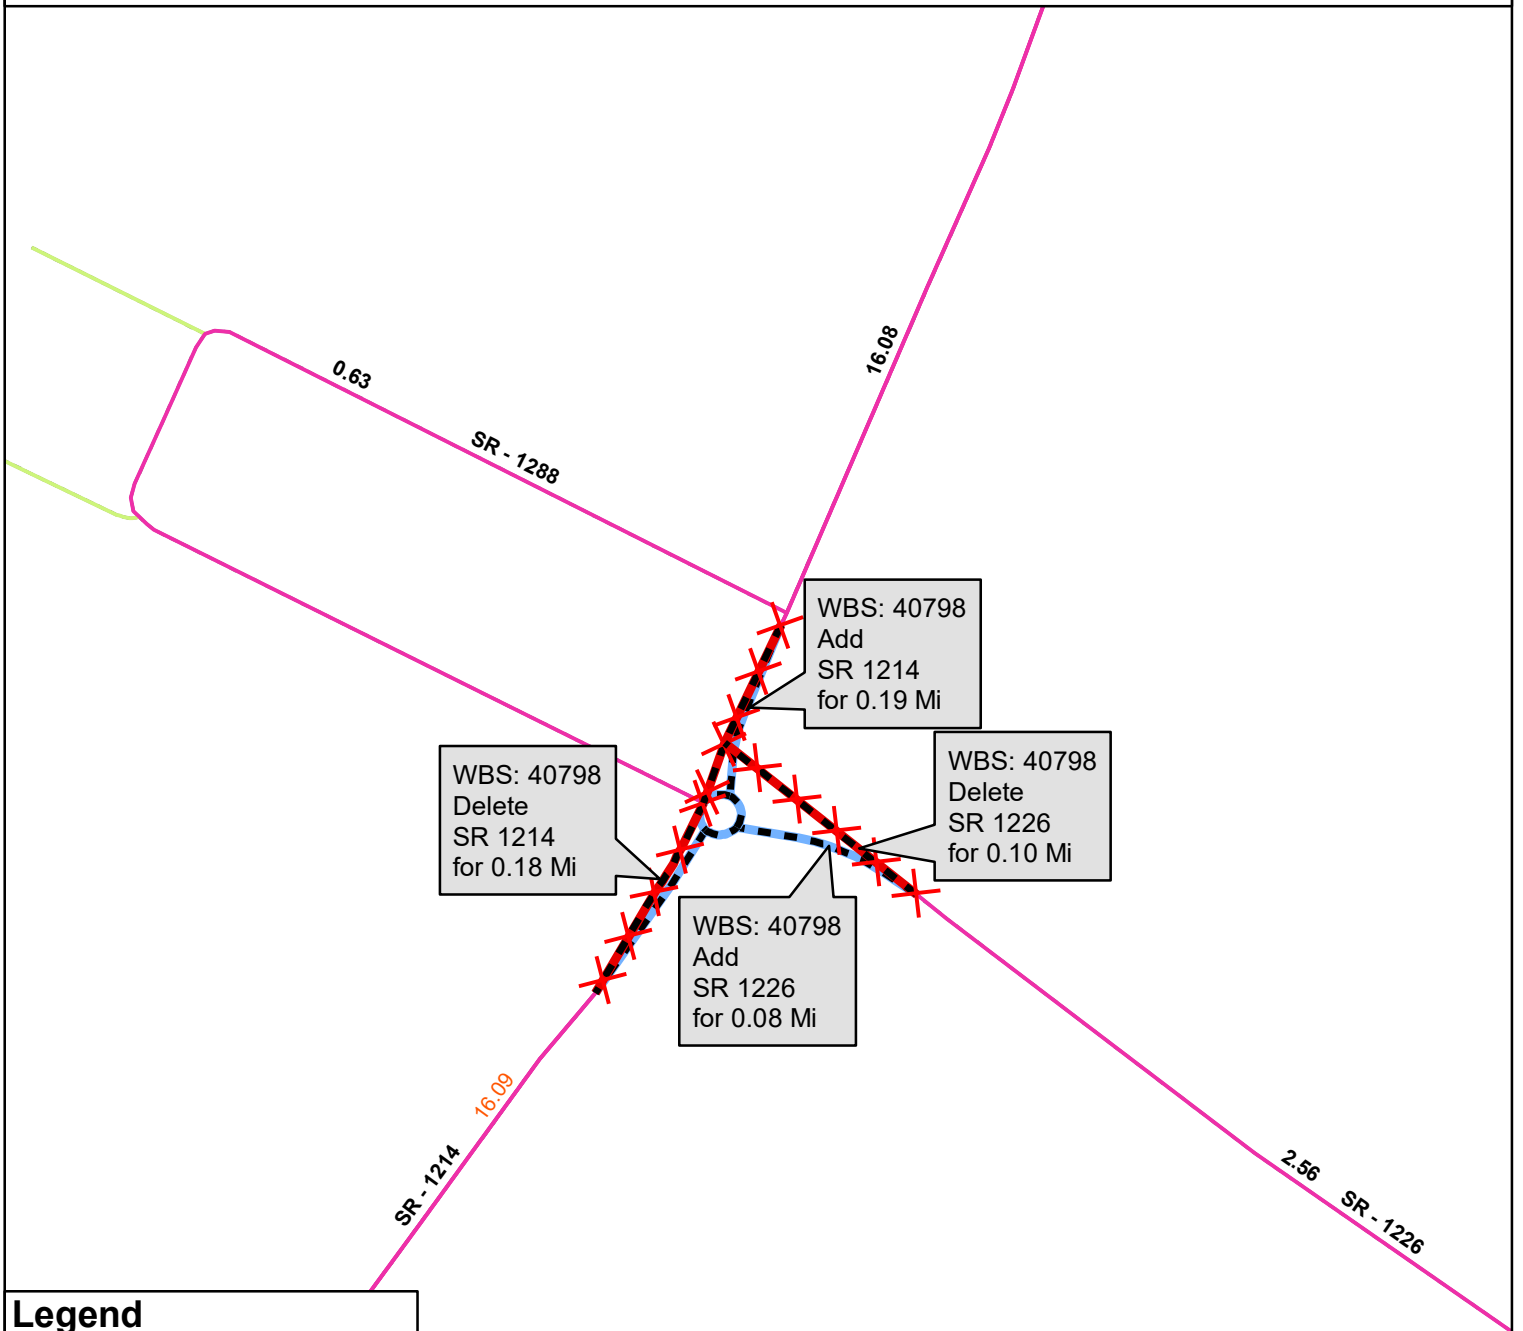 16.08
0.63
SR - 1288
WBS: 40798
Add
SR 1214
for 0.19 Mi
WBS: 40798
Delete
SR 1214
for 0.18 Mi
WBS: 40798
Delete
SR 1226
for 0.10 Mi
WBS: 40798
Add
SR 1226
for 0.08 Mi
16.09
SR - 1214
2.56
SR - 1226
Legend